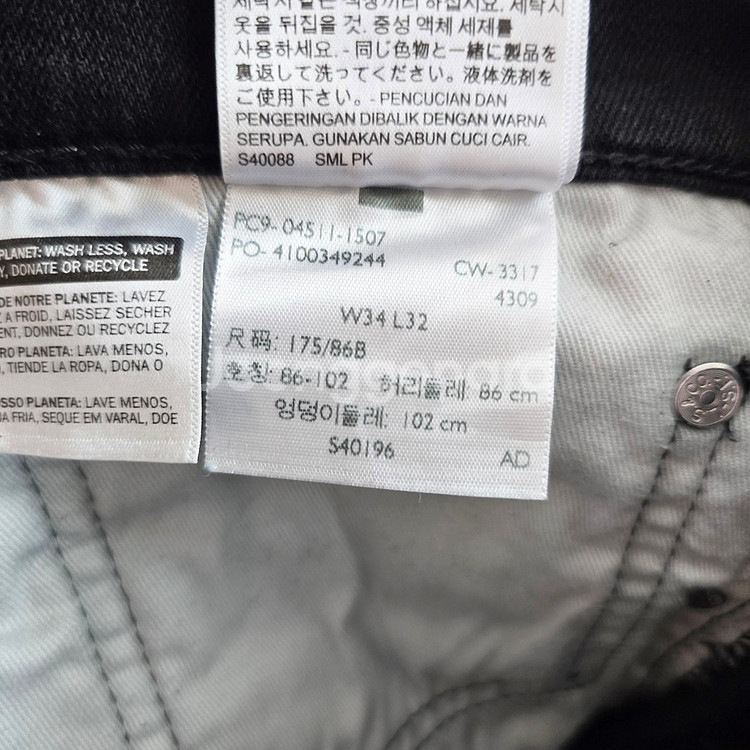 옷을 뒤집을 것. 중성 액체 세제를
사용하세요. - 同じ色物と一緒に製品を
裏返して洗ってください。液体洗剤を
ご使用下さい。- PENCUCIAN DAN
PENGERINGAN DIBALIK DENGAN WARNA
SERUPA. GUNAKAN SABUN CUCI CAIR.
S40088 SML PK
PC9- 04511-1507
PO- 4100349244
CW- 3317
4309
W34 L32
尺码: 175/86B
호칭: 86-102 허리둘레: 86 cm
엉덩이둘레: 102 cm
S40196
AD
PLANET: WASH LESS, WASH
Y, DONATE OR RECYCLE
DE NOTRE PLANETE: LAVEZ
A FROID, LAISSEZ SECHER
ENT, DONNEZ OU RECYCLEZ
RO PLANETA: LAVA MENOS,
, TIENDE LA ROPA, DONA O
SSO PLANETA: LAVE MENOS,
A FRIA, SEQUE EM VARAL, DOE